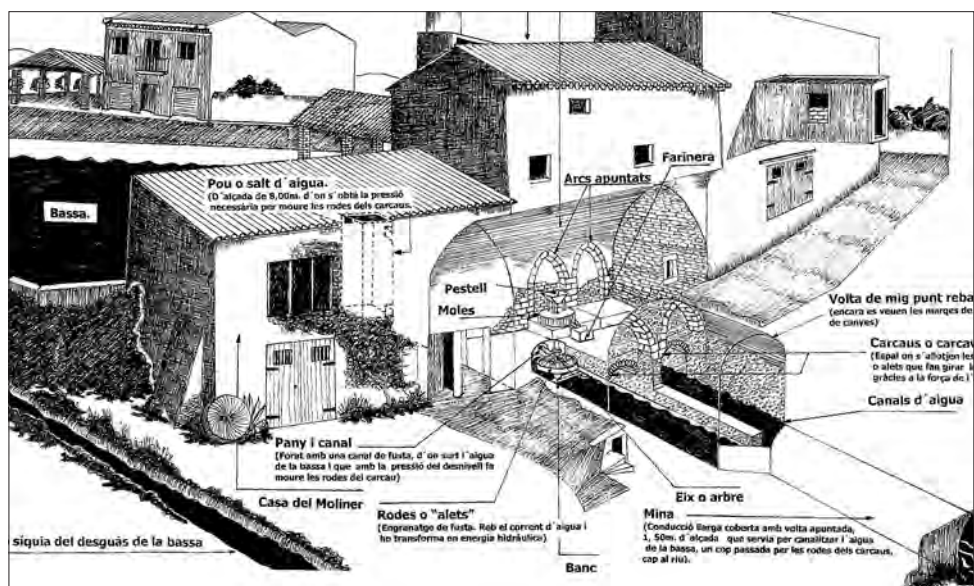 Farinera
Arcs apuntats
Pou o salt d´aigua.
(D´alçada de 8,00m. d´on s´obté la pressió
necessària per moure les rodes dels carcaus.
Bassa.
Pestell
Moles
Volta de mig punt reba
(encara es veuen les marques de
de canyes)
Carcaus o carcav
(Espai on s´allotjen les
o alets que fan girar
gràcies a la força de l´
Canals d´aigua
Pany i canal
(Forat amb una canal de fusta, d´on surt l´aigua
de la bassa i que amb la pressió del desnivell fa
moure les rodes del carcau)
Casa del Moliner
Rodes o "alets"
(Engranatge de fusta. Reb el corrent d´aigua i
ho transforma en energia hidràulica)
Eix o arbre
Mina
(Conducció llarga coberta amb volta apuntada,
1, 50m. d´alçada que servia per canalitzar l´aigua
de la bassa, un cop passada per les rodes dels carcaus,
cap al riu).
síquia del desguàs de la bassa
Banc